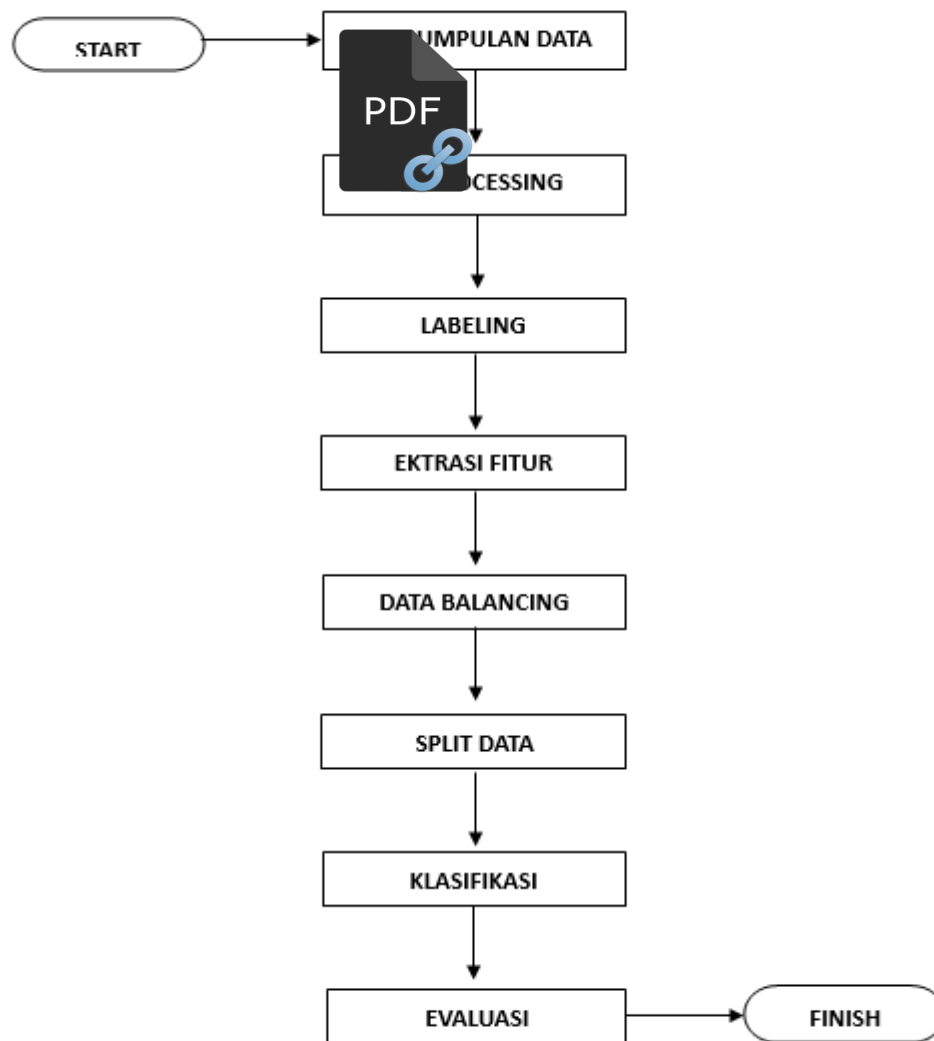 START
UMPULAN DATA
PDF
OCESSING
LABELING
EKTRASI FITUR
DATA BALANCING
SPLIT DATA
KLASIFIKASI
EVALUASI
FINISH